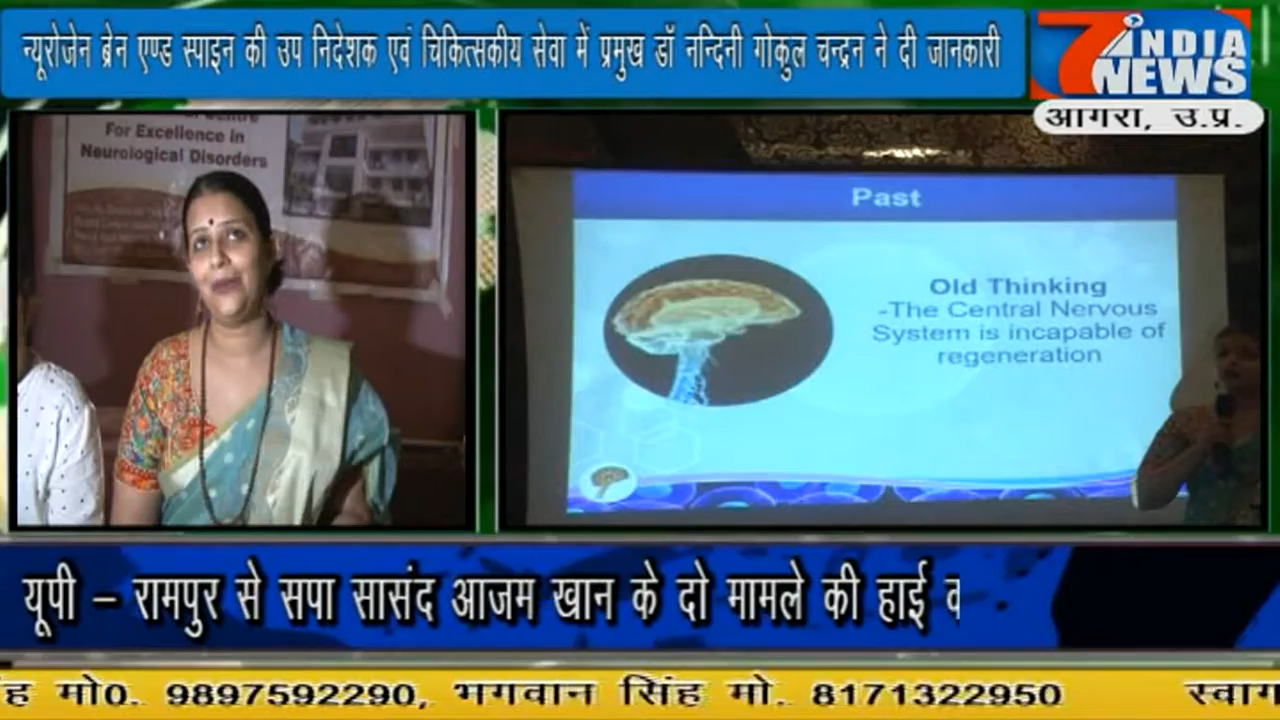 न्यूरोजेन ब्रेन एण्ड स्पाइन की उप निदेशक एवं चिकित्सकीय सेवा में प्रमुख डॉ नन्दिनी गोकुल चन्द्रन ने दी जानकारी
7 INDIA
NEWS
आगरा, उ.प्र.
For Excellence in
Neurological Disorders
Past
Old Thinking
-The Central Nervous
System is incapable of
regeneration
यूपी – रामपुर से सपा सासंद आजम खान के दो मामले की हाई
मो0. 9897592290, भगवान सिंह मो. 8171322950